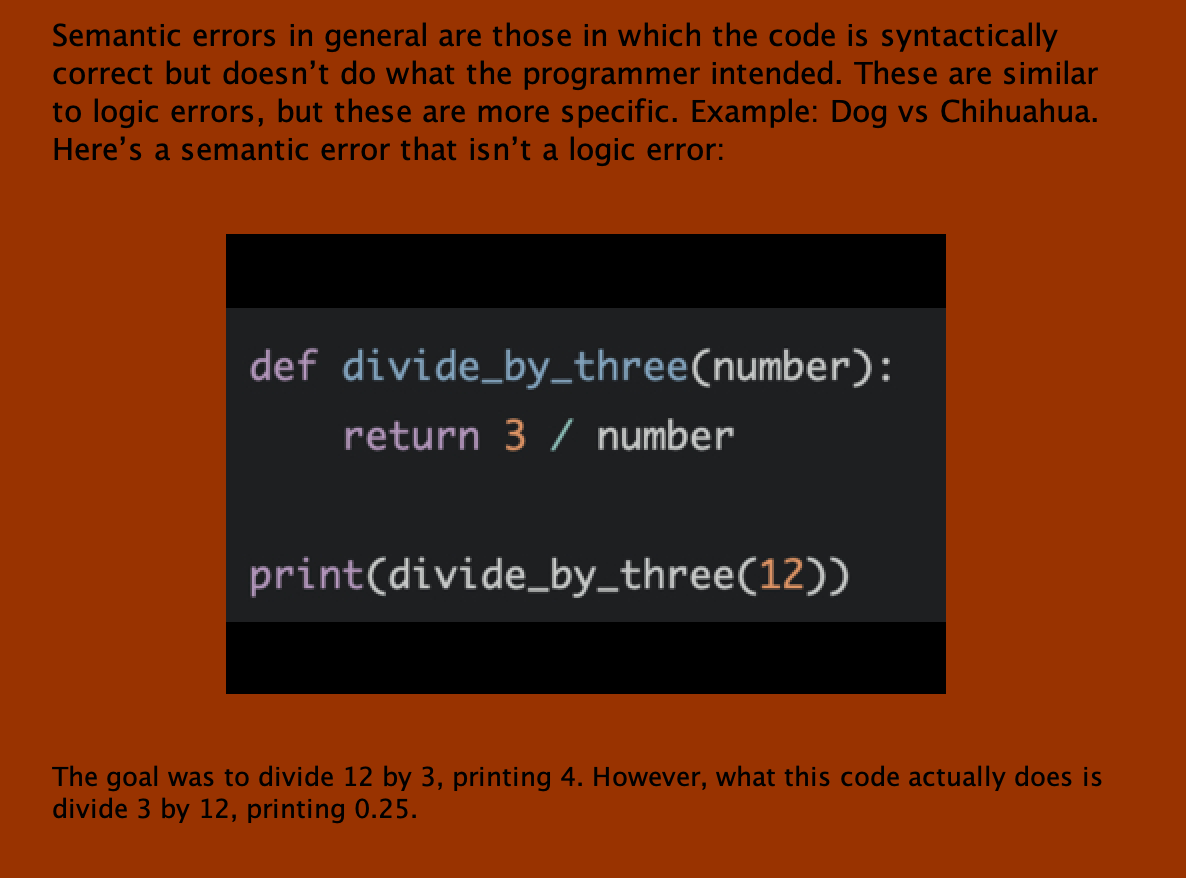 Semantic errors in general are those in which the code is syntactically
correct but doesn’t do what the programmer intended. These are similar
to logic errors, but these are more specific. Example: Dog vs Chihuahua.
Here’s a semantic error that isn’t a logic error:
def divide_by_three(number):
    return 3 / number
print(divide_by_three(12))
The goal was to divide 12 by 3, printing 4. However, what this code actually does is
divide 3 by 12, printing 0.25.